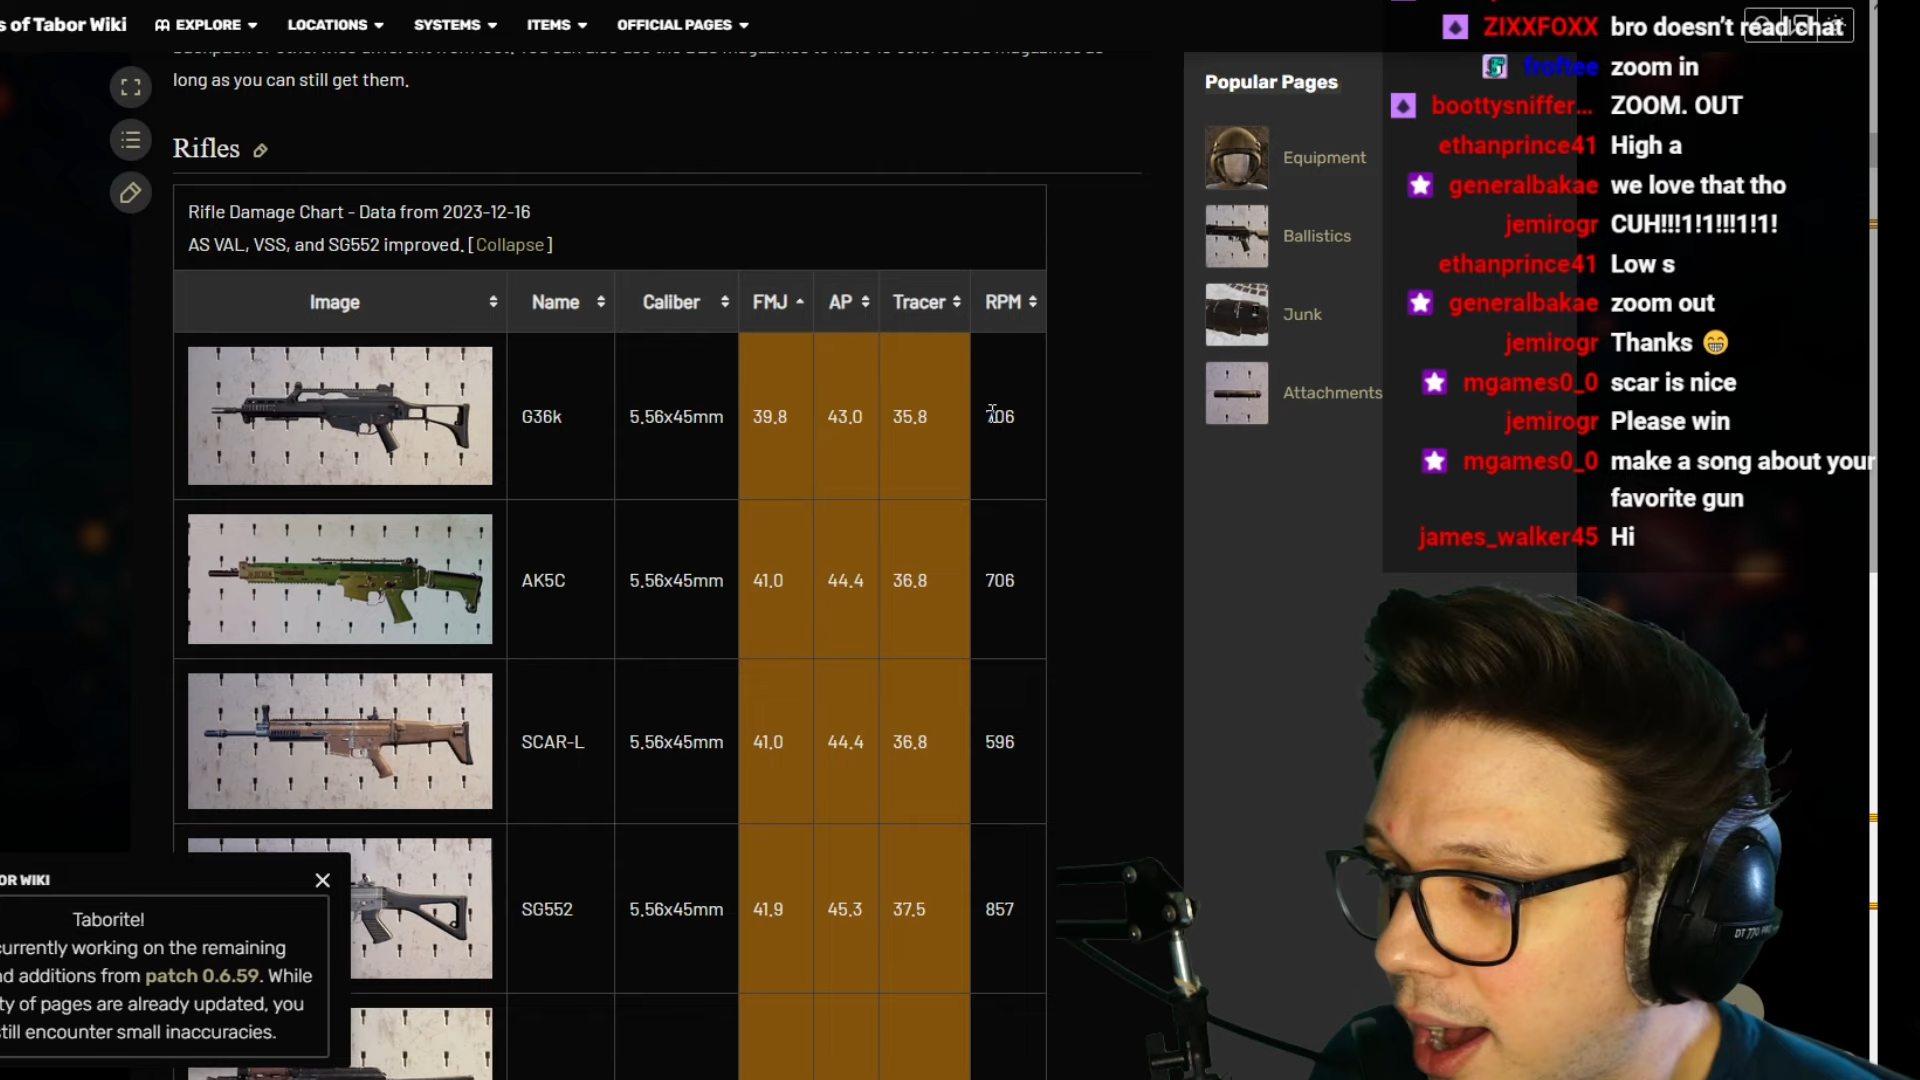 s of Tabor Wiki EXPLORE LOCATIONS SYSTEMS ITEMS OFFICIAL PAGES
long as you can still get them.
Rifles
Rifle Damage Chart - Data from 2023-12-16
AS VAL, VSS, and SG552 improved. [Collapse]
Image Name Caliber FMJ AP Tracer RPM
G36k 5.56x45mm 39.8 43.0 35.8 706
AK5C 5.56x45mm 41.0 44.4 36.8 706
SCAR-L 5.56x45mm 41.0 44.4 36.8 596
SG552 5.56x45mm 41.9 45.3 37.5 857
OR WIKI
Taborite!
currently working on the remaining
nd additions from patch 0.6.59. While
ty of pages are already updated, you
still encounter small inaccuracies.
Popular Pages
Equipment
Ballistics
Junk
Attachments
ZIXXFOXX bro doesn't read chat
froftee zoom in
boottysniffer... ZOOM. OUT
ethanprince41 High a
generalbakae we love that tho
jemirogr CUH!!!1!1!!!1!1!
ethanprince41 Low s
generalbakae zoom out
jemirogr Thanks 😁
mgames0_0 scar is nice
jemirogr Please win
mgames0_0 make a song about your
favorite gun
james_walker45 Hi
DT 770 PRO